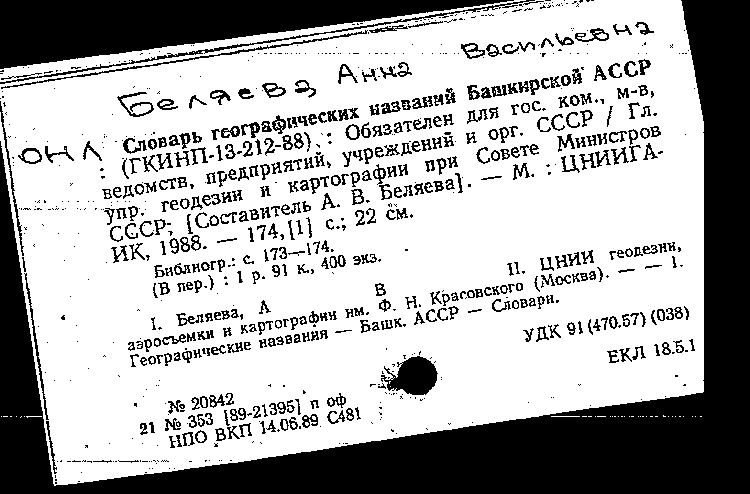 Беляева Анна Васильевна
ОНЛ
Словарь географических названий Башкирской АССР
: (ГКИНП-13-212-88) : Обязателен для гос. ком., м-в,
ведомств, предприятий, учреждений и орг. СССР / Гл.
упр. геодезии и картографии при Совете Министров
СССР; [Составитель А. В. Беляева]. — М. : ЦНИИГА-
ИК, 1988. — 174,[1] с.; 22 см.
Библиогр.: с. 173—174.
(В пер.) : 1 р. 91 к., 400 экз.
I. Беляева, А В II. ЦНИИ геодезии,
аэросъемки и картографии им. Ф. Н. Красовского (Москва). — — 1.
Географические названия — Башк. АССР — Словари.
УДК 91(470.57)(038)
ЕКЛ 18.5.1
№ 20842
21 № 353 [89-21395] п оф
НПО ВКП 14.06.89 С481